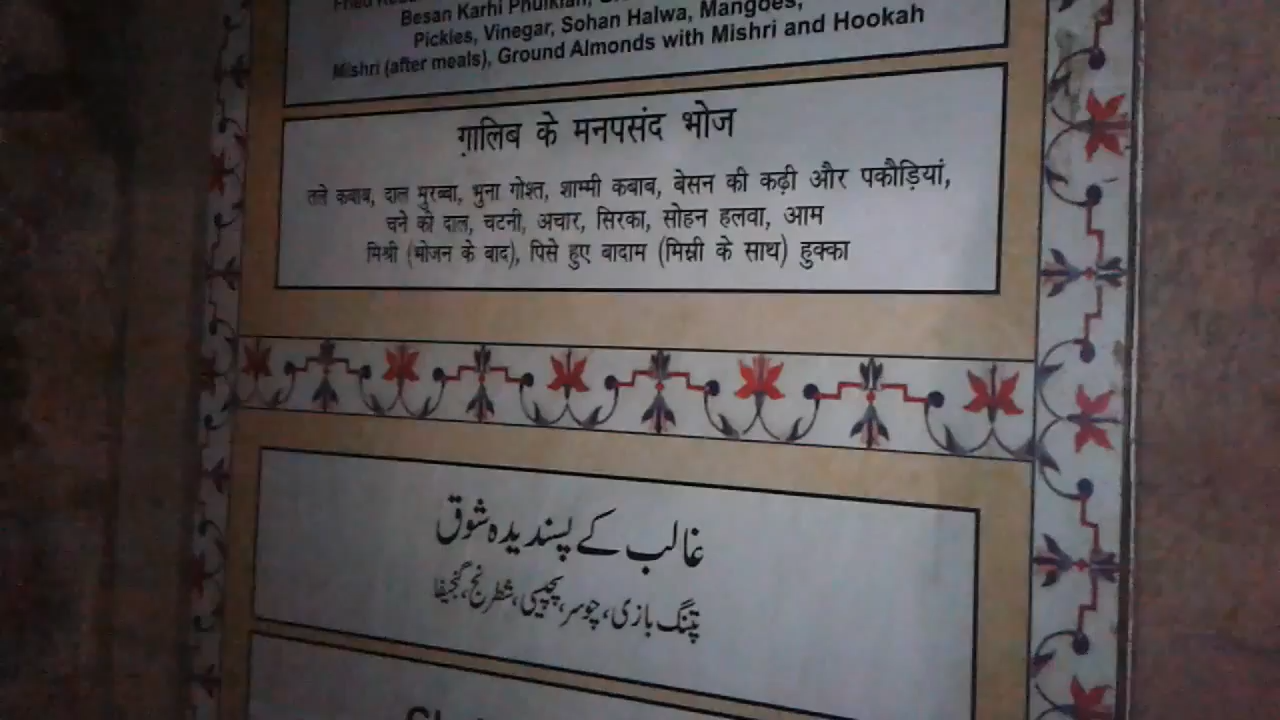 Besan Karhi Phulkian,
Pickles, Vinegar, Sohan Halwa, Mangoes,
Mishri (after meals), Ground Almonds with Mishri and Hookah
ग़ालिब के मनपसंद भोज
तले कबाब, दाल मुरब्बा, भुना गोश्त, शाम्मी कबाब, बेसन की कढ़ी और पकौड़ियां,
चने की दाल, चटनी, अचार, सिरका, सोहन हलवा, आम
मिश्री (भोजन के बाद), पिसे हुए बादाम (मिस्री के साथ) हुक्का
غالب کے پسندیدہ شوق
پتنگ بازی، چوسر، پچیسی، شطرنج، گنجیفا